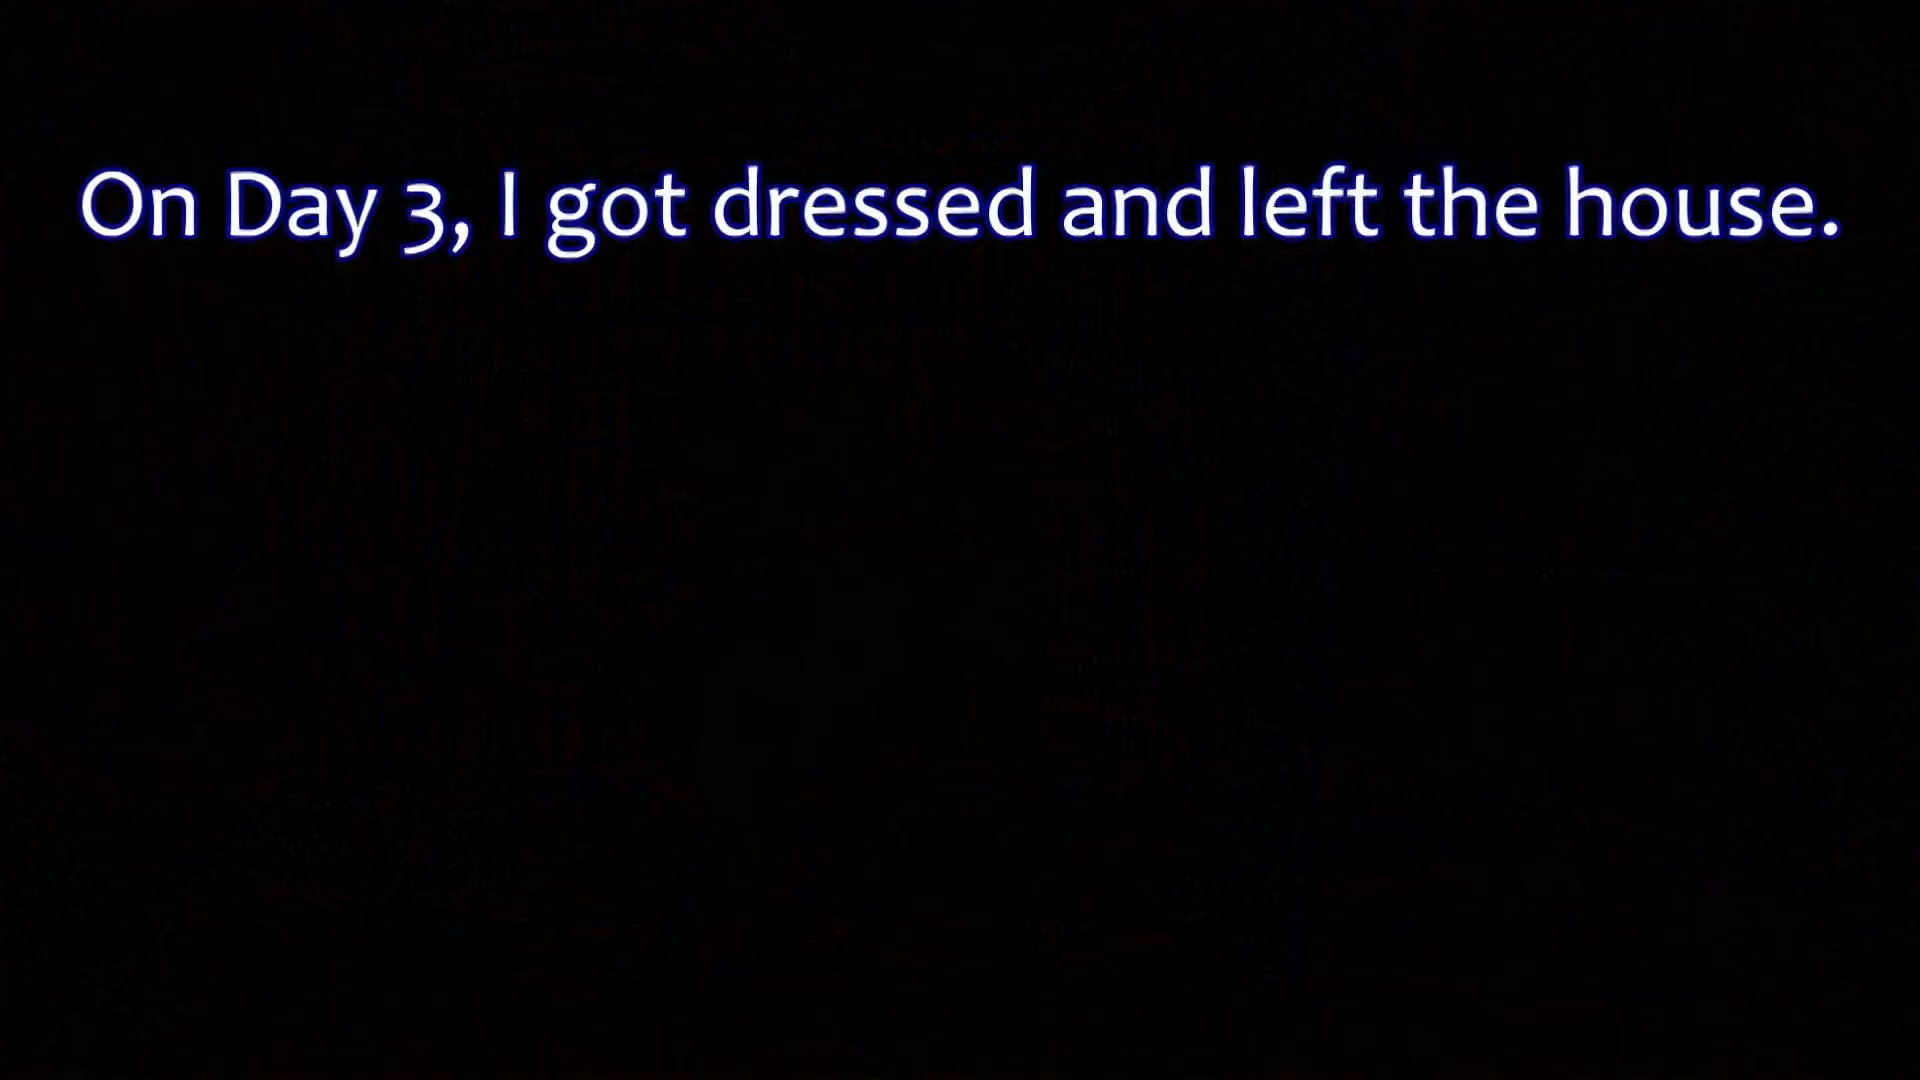 On Day 3, I got dressed and left the house.